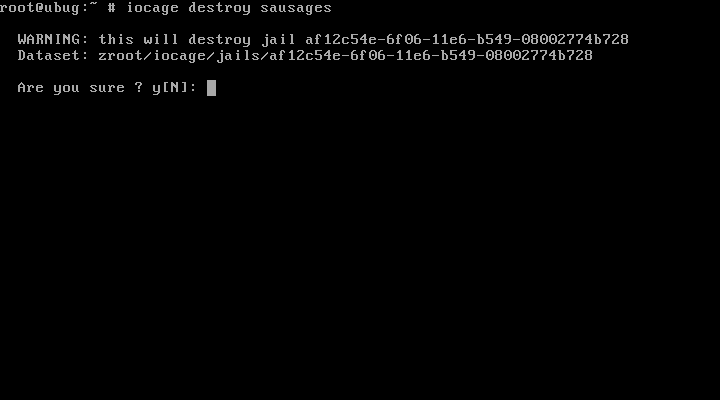 root@ubug:~ # iocage destroy sausages
WARNING: this will destroy jail af12c54e-6f06-11e6-b549-08002774b728
Dataset: zroot/iocage/jails/af12c54e-6f06-11e6-b549-08002774b728
Are you sure ? y[N]: